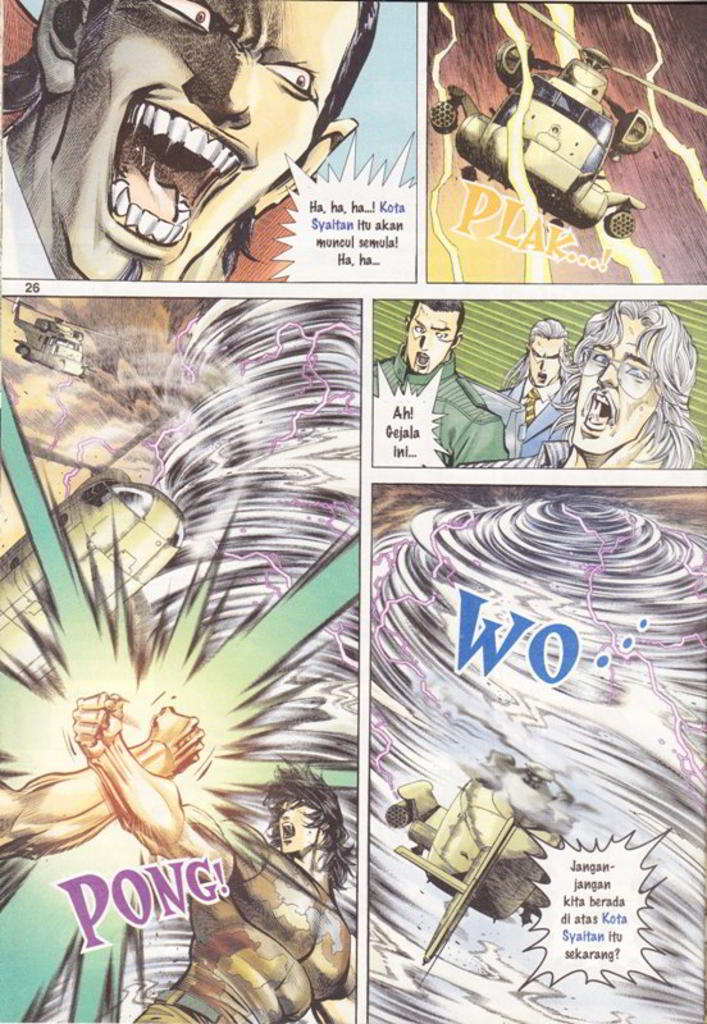 Ha, ha, ha...! Kota
Syaitan itu akan
muncul semula!
Ha, ha...
PLAK...!
26
Ah!
Gejala
ini...
PONG!
WO...
Jangan-
jangan
kita berada
di atas Kota
Syaitan itu
sekarang?